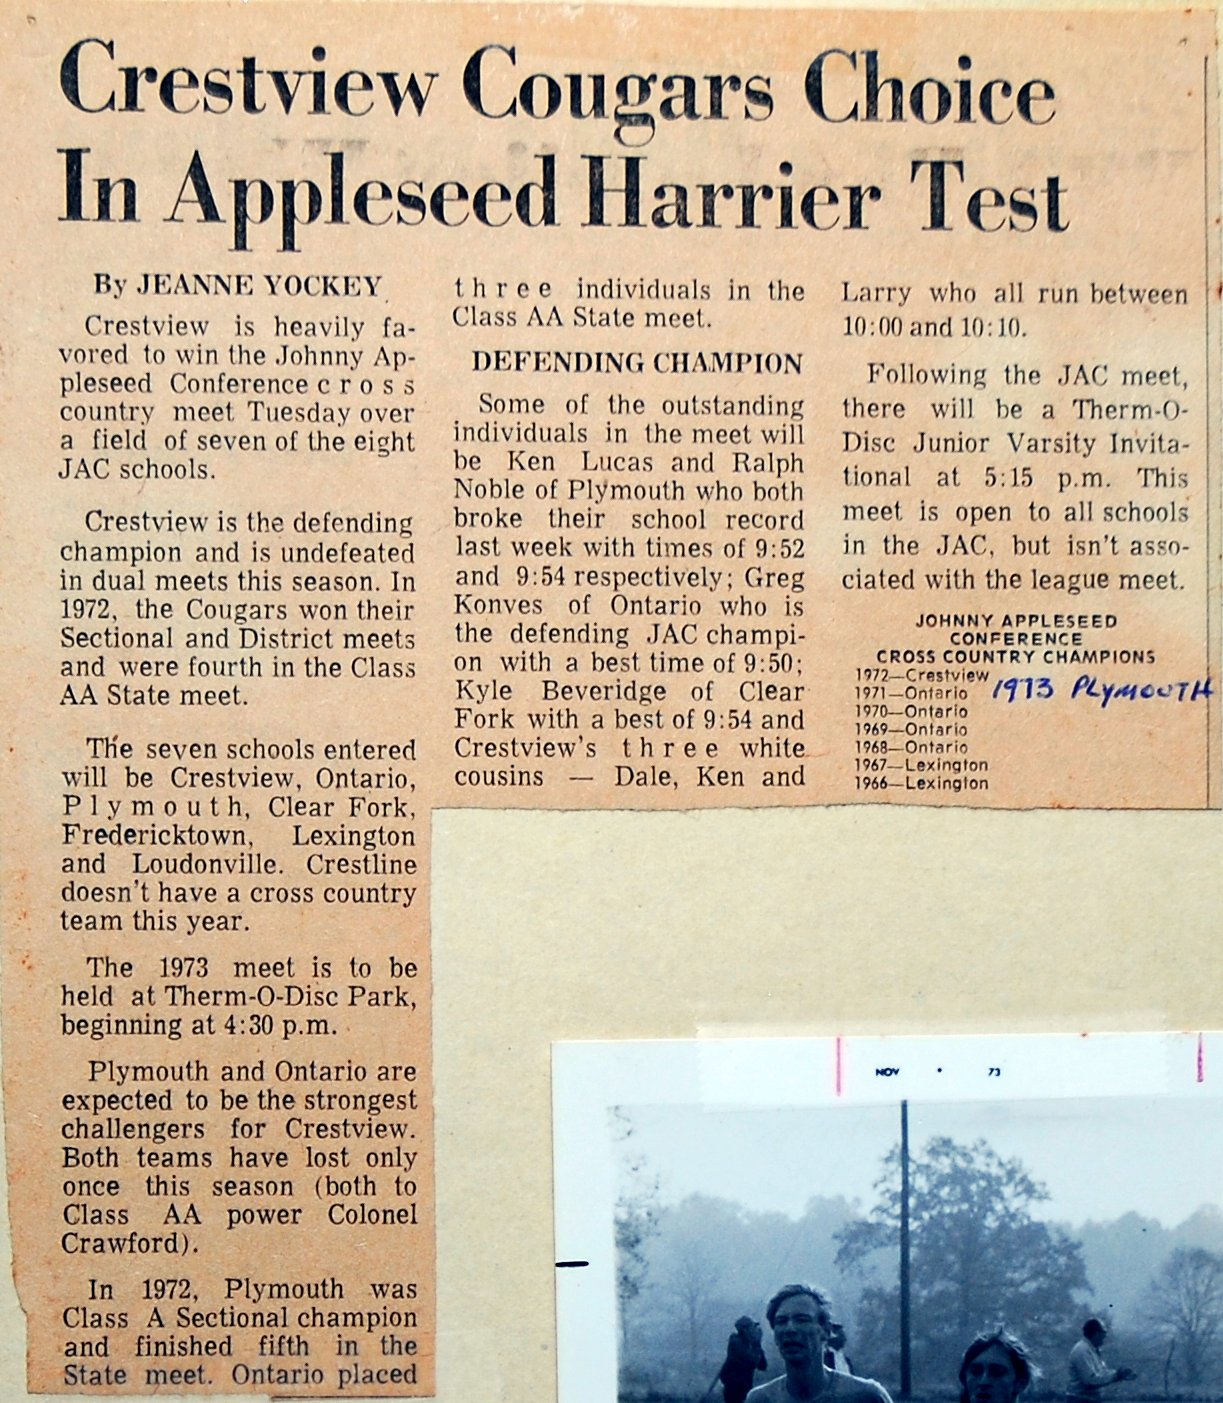 Crestview Cougars Choice
In Appleseed Harrier Test
By JEANNE YOCKEY
Crestview is heavily fa-
vored to win the Johnny Ap-
pleseed Conference cross
country meet Tuesday over
a field of seven of the eight
JAC schools.
Crestview is the defending
champion and is undefeated
in dual meets this season. In
1972, the Cougars won their
Sectional and District meets
and were fourth in the Class
AA State meet.
The seven schools entered
will be Crestview, Ontario,
Plymouth, Clear Fork,
Fredericktown, Lexington
and Loudonville. Crestline
doesn't have a cross country
team this year.
The 1973 meet is to be
held at Therm-O-Disc Park,
beginning at 4:30 p.m.
Plymouth and Ontario are
expected to be the strongest
challengers for Crestview.
Both teams have lost only
once this season (both to
Class AA power Colonel
Crawford).
In 1972, Plymouth was
Class A Sectional champion
and finished fifth in the
State meet. Ontario placed
three individuals in the
Class AA State meet.
DEFENDING CHAMPION
Some of the outstanding
individuals in the meet will
be Ken Lucas and Ralph
Noble of Plymouth who both
broke their school record
last week with times of 9:52
and 9:54 respectively; Greg
Konves of Ontario who is
the defending JAC champi-
on with a best time of 9:50;
Kyle Beveridge of Clear
Fork with a best of 9:54 and
Crestview's three white
cousins — Dale, Ken and
Larry who all run between
10:00 and 10:10.
Following the JAC meet,
there will be a Therm-O-
Disc Junior Varsity Invita-
tional at 5:15 p.m. This
meet is open to all schools
in the JAC, but isn't asso-
ciated with the league meet.
JOHNNY APPLESEED
CONFERENCE
CROSS COUNTRY CHAMPIONS
1972—Crestview
1971—Ontario 1973 PLYMOUTH
1970—Ontario
1969—Ontario
1968—Ontario
1967—Lexington
1966—Lexington
NOV • 73